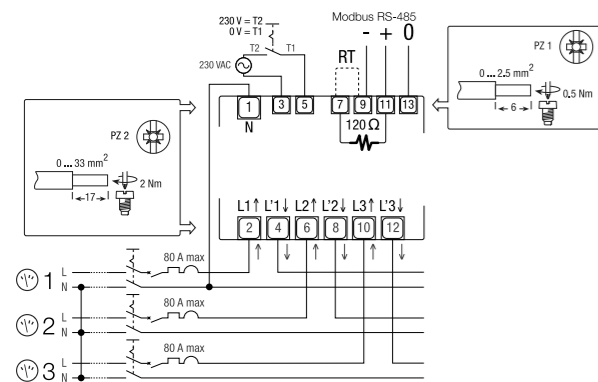 230 V = T2
0 V = T1
T2 T1
230 VAC
Modbus RS-485
- + 0
RT
1 3 5 7 9 11 13
N
120 Ω
PZ 1
0 ... 2.5 mm²
0.5 Nm
6
PZ 2
0 ... 33 mm²
2 Nm
17
L1↑ L'1↓ L2↑ L'2↓ L3↑ L'3↓
2 4 6 8 10 12
↑ ↓ ↑ ↓ ↑ ↓
80 A max
1 L
N
80 A max
2 L
N
80 A max
3 L
N